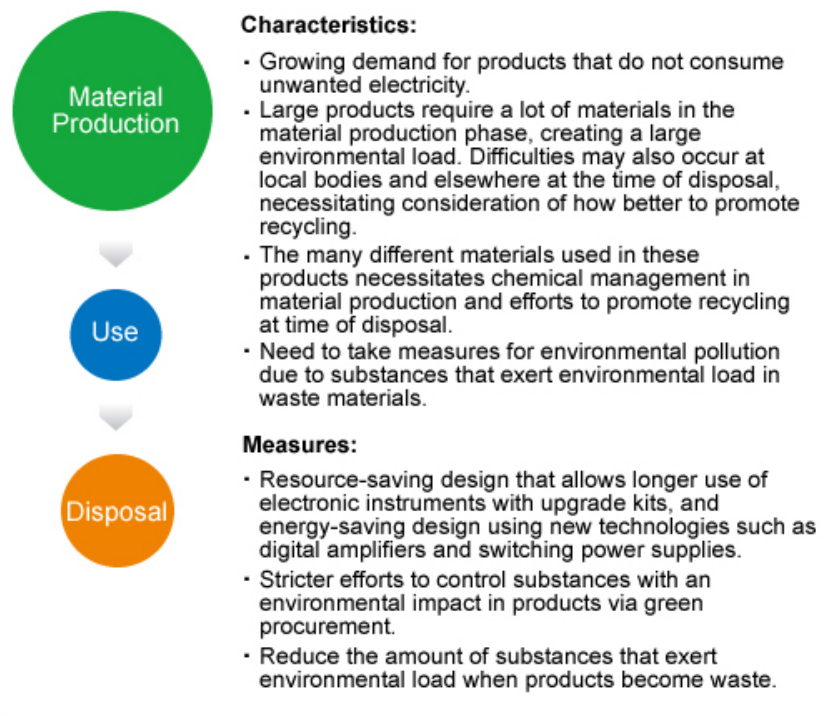 Material
Production
Use
Disposal
Characteristics:
· Growing demand for products that do not consume
unwanted electricity.
· Large products require a lot of materials in the
material production phase, creating a large
environmental load. Difficulties may also occur at
local bodies and elsewhere at the time of disposal,
necessitating consideration of how better to promote
recycling.
· The many different materials used in these
products necessitates chemical management in
material production and efforts to promote recycling
at time of disposal.
· Need to take measures for environmental pollution
due to substances that exert environmental load in
waste materials.
Measures:
· Resource-saving design that allows longer use of
electronic instruments with upgrade kits, and
energy-saving design using new technologies such as
digital amplifiers and switching power supplies.
· Stricter efforts to control substances with an
environmental impact in products via green
procurement.
· Reduce the amount of substances that exert
environmental load when products become waste.